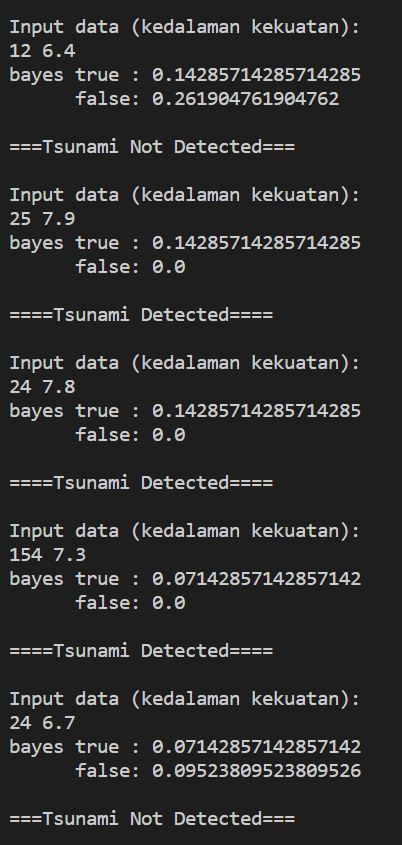 Input data (kedalaman kekuatan):
12 6.4
bayes true : 0.14285714285714285
false: 0.261904761904762
===Tsunami Not Detected===
Input data (kedalaman kekuatan):
25 7.9
bayes true : 0.14285714285714285
false: 0.0
====Tsunami Detected====
Input data (kedalaman kekuatan):
24 7.8
bayes true : 0.14285714285714285
false: 0.0
====Tsunami Detected====
Input data (kedalaman kekuatan):
154 7.3
bayes true : 0.07142857142857142
false: 0.0
====Tsunami Detected====
Input data (kedalaman kekuatan):
24 6.7
bayes true : 0.07142857142857142
false: 0.09523809523809526
===Tsunami Not Detected===